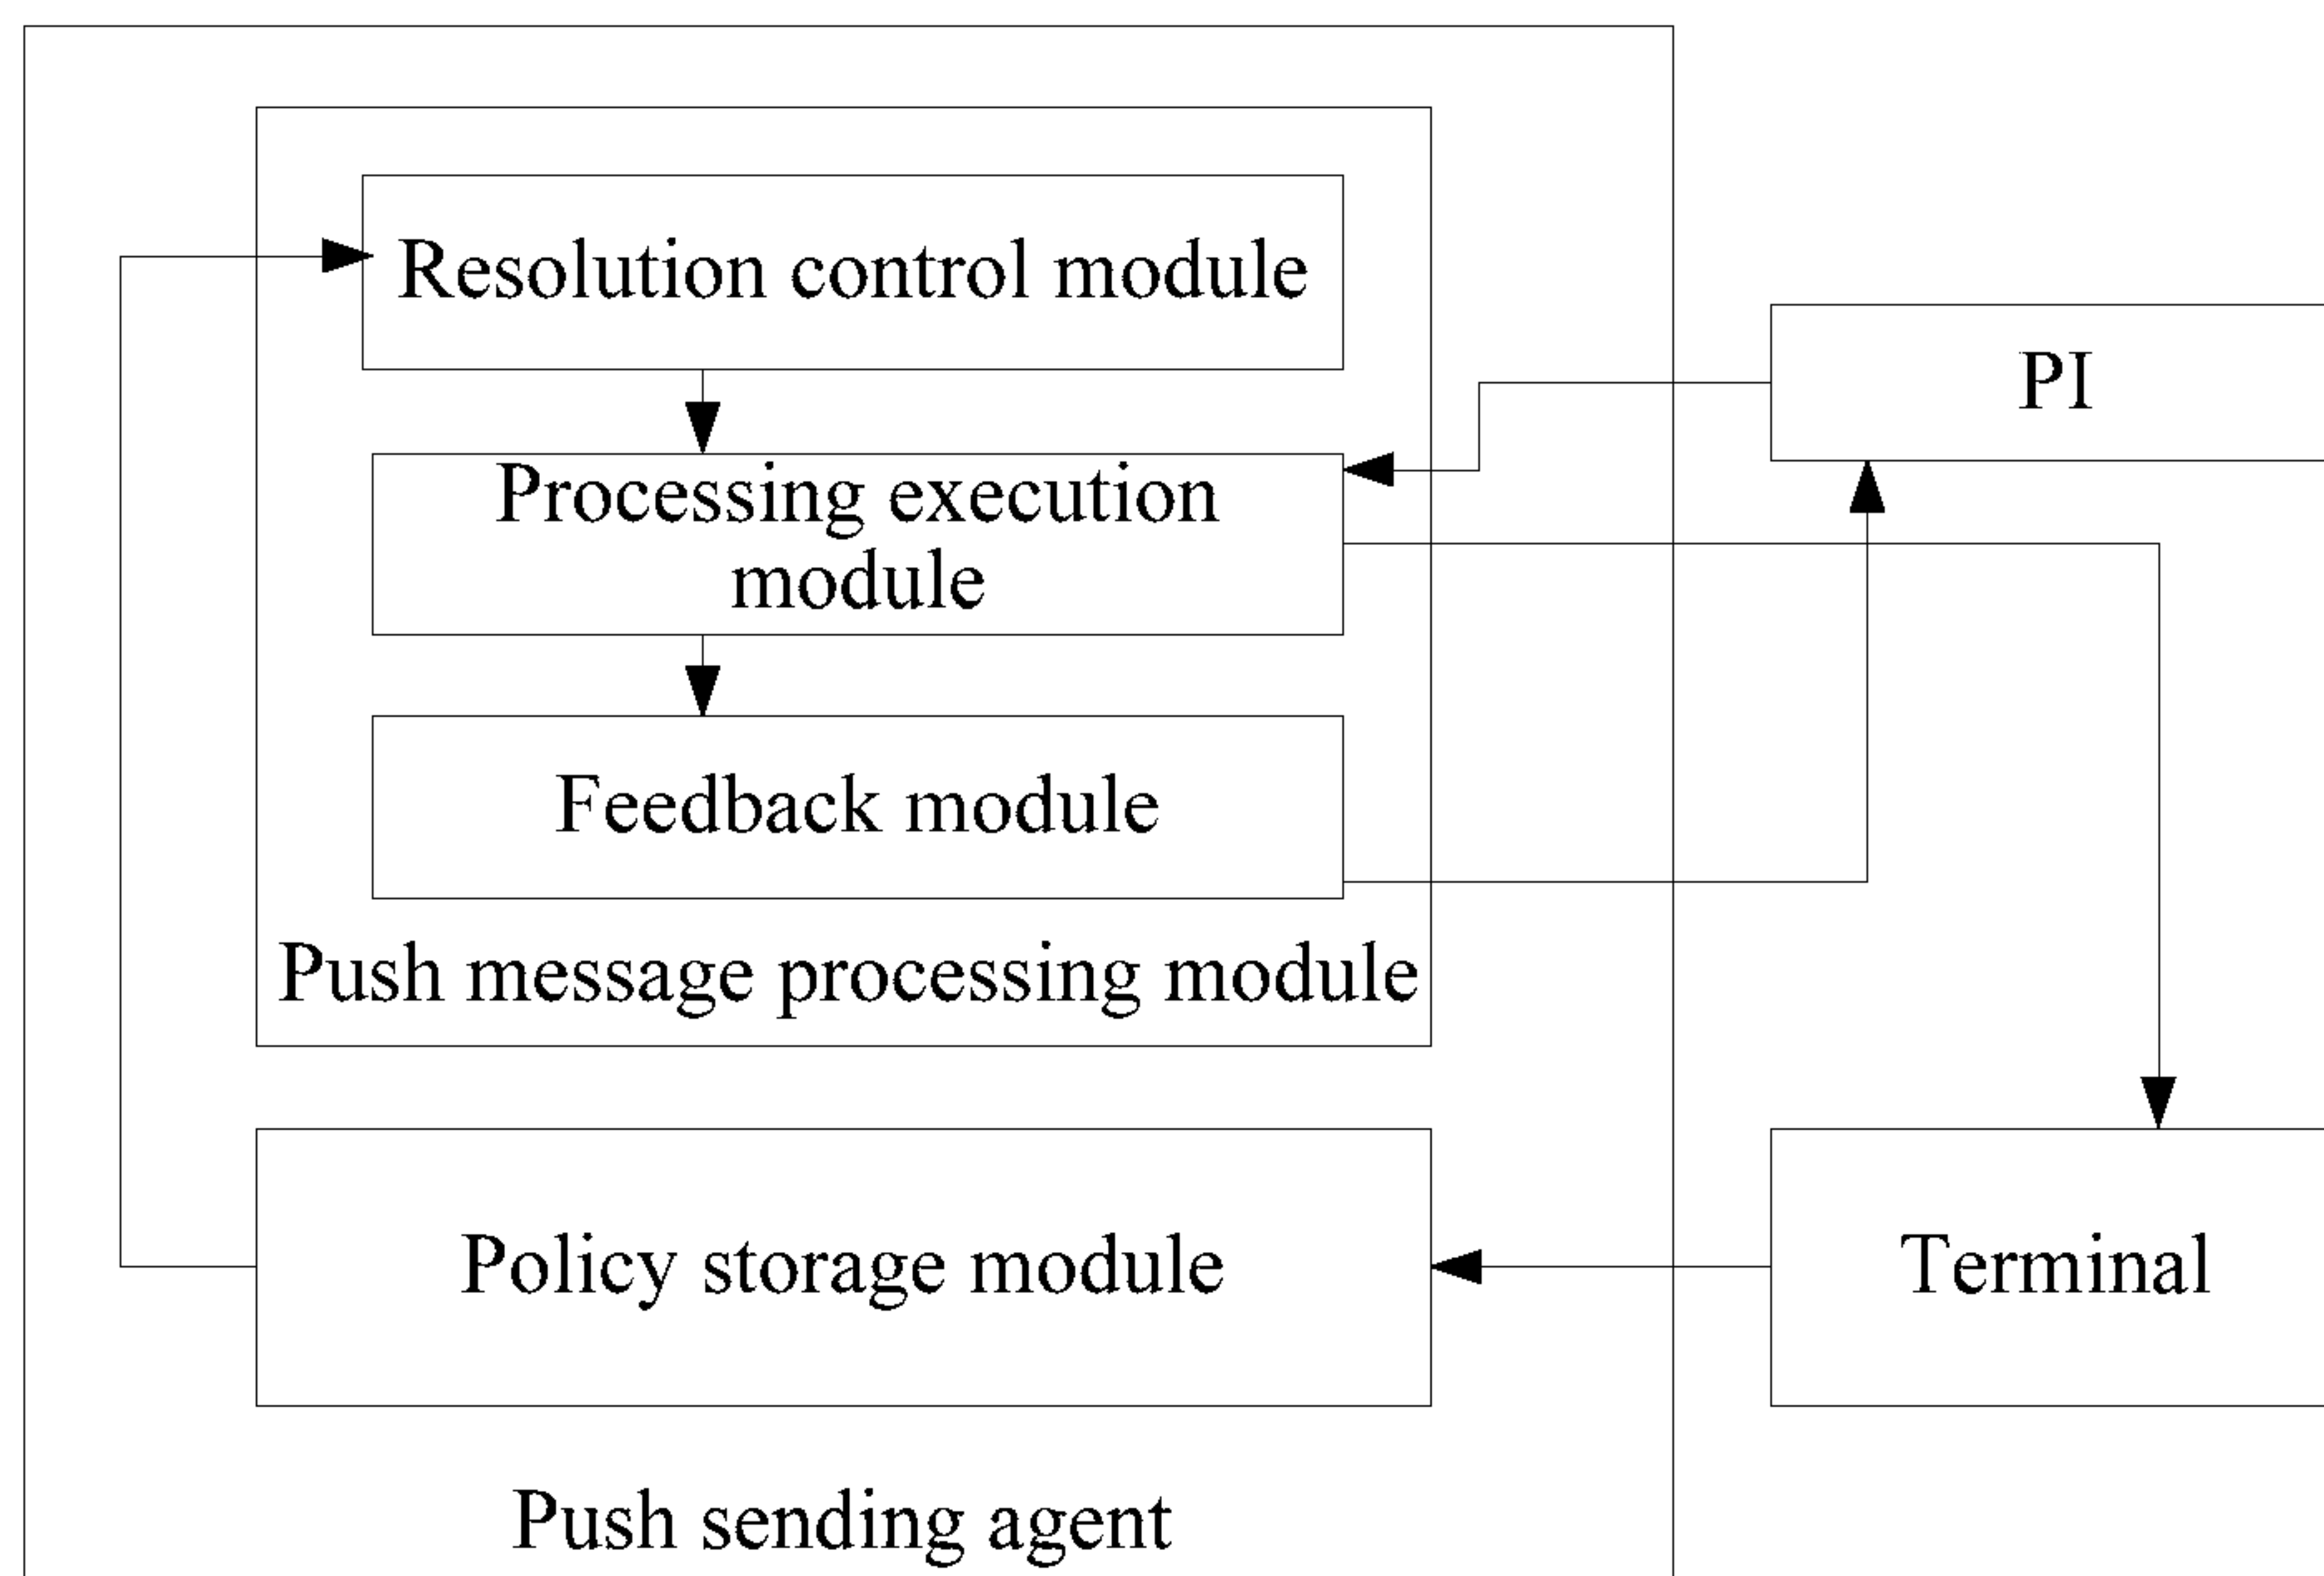 Resolution control module
PI
Processing execution
module
Feedback module
Push message processing module
Policy storage module
Terminal
Push sending agent